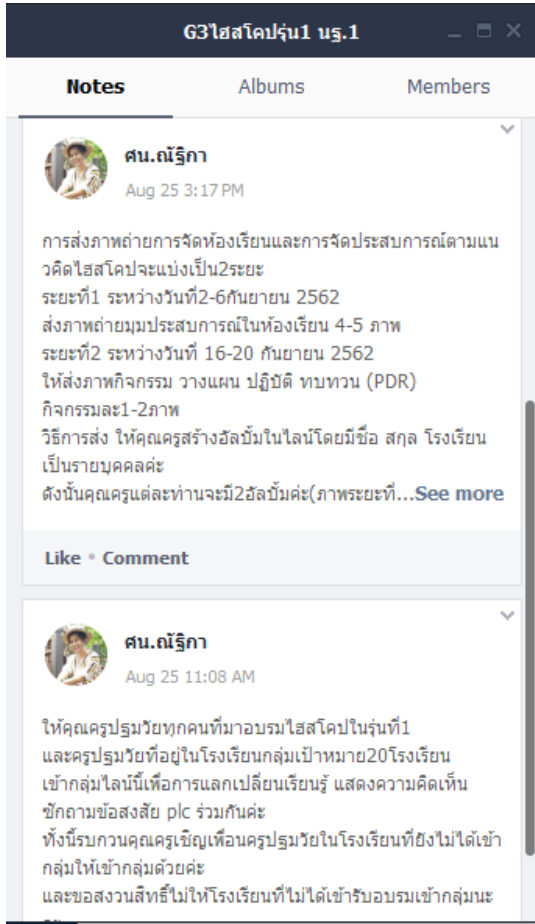 G3ไฮสโคปรุ่น1 นฐ.1
Notes Albums Members
ศน.ณัฐิกา
Aug 25 3:17 PM
การส่งภาพถ่ายการจัดห้องเรียนและการจัดประสบการณ์ตามแน
วคิดไฮสโคปจะแบ่งเป็น2ระยะ
ระยะที่1 ระหว่างวันที่2-6กันยายน 2562
ส่งภาพถ่ายมุมประสบการณ์ในห้องเรียน 4-5 ภาพ
ระยะที่2 ระหว่างวันที่ 16-20 กันยายน 2562
ให้ส่งภาพกิจกรรม วางแผน ปฏิบัติ ทบทวน (PDR)
กิจกรรมละ1-2ภาพ
วิธีการส่ง ให้คุณครูสร้างอัลบั้มในไลน์โดยมีชื่อ สกุล โรงเรียน
เป็นรายบุคคลค่ะ
ดังนั้นคุณครูแต่ละท่านจะมี2อัลบั้มค่ะ(ภาพระยะที่...See more
Like • Comment
ศน.ณัฐิกา
Aug 25 11:08 AM
ให้คุณครูปฐมวัยทุกคนที่มาอบรมไฮสโคปในรุ่นที่1
และครูปฐมวัยที่อยู่ในโรงเรียนกลุ่มเป้าหมาย20โรงเรียน
เข้ากลุ่มไลน์นี้เพื่อการแลกเปลี่ยนเรียนรู้ แสดงความคิดเห็น
ซักถามข้อสงสัย plc ร่วมกันค่ะ
ทั้งนี้รบกวนคุณครูเชิญเพื่อนครูปฐมวัยในโรงเรียนที่ยังไม่ได้เข้า
กลุ่มให้เข้ากลุ่มด้วยค่ะ
และขอสงวนสิทธิ์ไม่ให้โรงเรียนที่ไม่ได้เข้ารับอบรมเข้ากลุ่มนะ